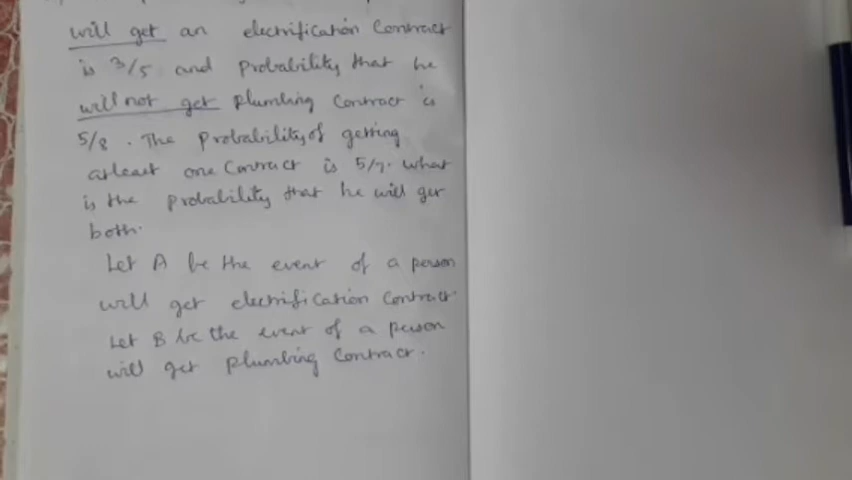 will get an electrification Contract
is 3/5 and Probability that he
will not get Plumbing Contract is
5/8. The Probability of getting
atleast one Contract is 5/7. what
is the probability that he will get
both.
Let A be the event of a person
will get electrification Contract.
Let B be the event of a person
will get Plumbing Contract.